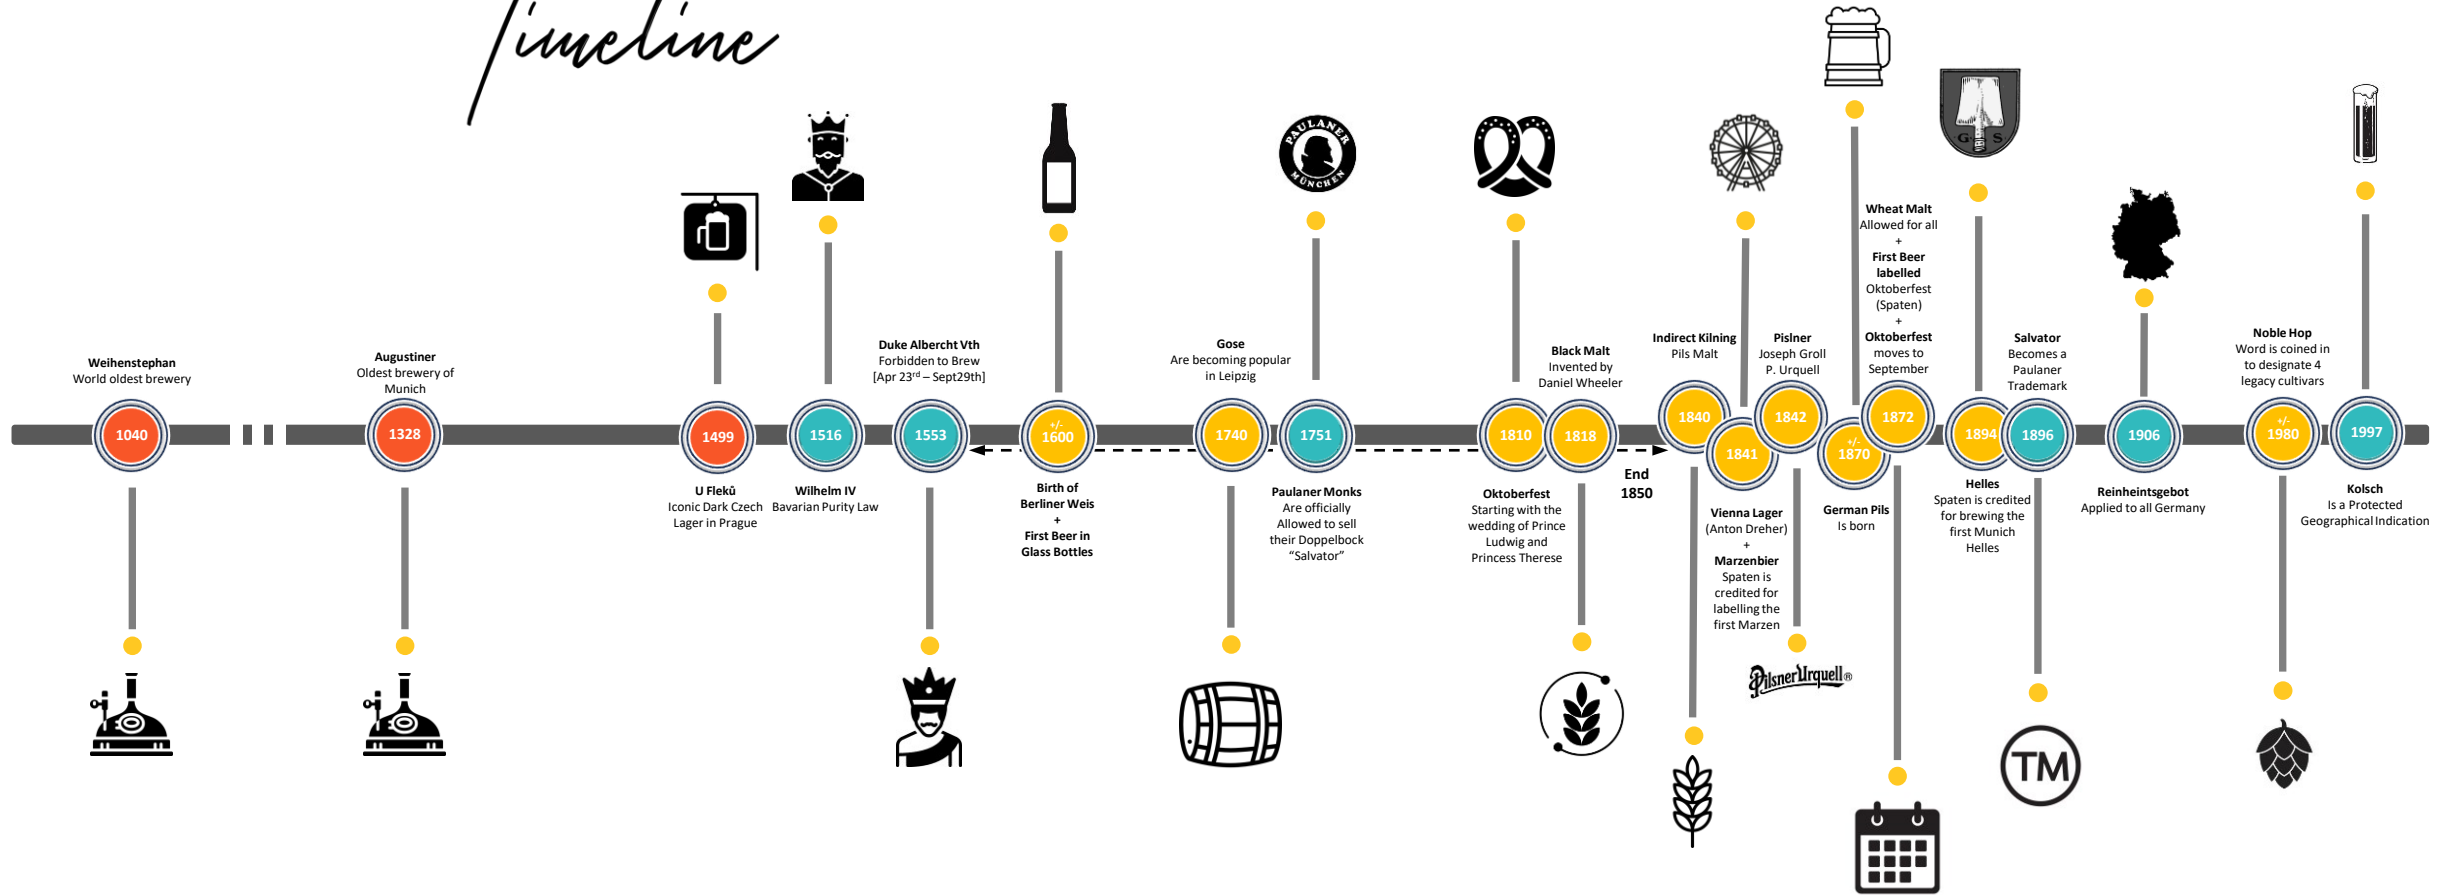 Timeline
Weihenstephan
World oldest brewery
1040
Augustiner
Oldest brewery of
Munich
1328
1499
U Flekū
Iconic Dark Czech
Lager in Prague
1516
Wilhelm IV
Bavarian Purity Law
Duke Albercht Vth
Forbidden to Brew
[Apr 23rd – Sept29th]
1553
+/-
1600
Birth of
Berliner Weis
+
First Beer in
Glass Bottles
Gose
Are becoming popular
in Leipzig
1740
PAULANER
MÜNCHEN
1751
Paulaner Monks
Are officially
Allowed to sell
their Doppelbock
“Salvator”
1810
Oktoberfest
Starting with the
wedding of Prince
Ludwig and
Princess Therese
Black Malt
Invented by
Daniel Wheeler
1818
End
1850
Indirect Kilning
Pils Malt
1840
1841
Vienna Lager
(Anton Dreher)
+
Marzenbier
Spaten is
credited for
labelling the
first Marzen
Pislner
Joseph Groll
P. Urquell
1842
Pilsner Urquell®
+/-
1870
German Pils
Is born
Wheat Malt
Allowed for all
+
First Beer
labelled
Oktoberfest
(Spaten)
+
Oktoberfest
moves to
September
1872
G S
1894
Helles
Spaten is credited
for brewing the
first Munich
Helles
Salvator
Becomes a
Paulaner
Trademark
1896
TM
1906
Reinheintsgebot
Applied to all Germany
Noble Hop
Word is coined in
to designate 4
legacy cultivars
+/-
1980
1997
Kolsch
Is a Protected
Geographical Indication